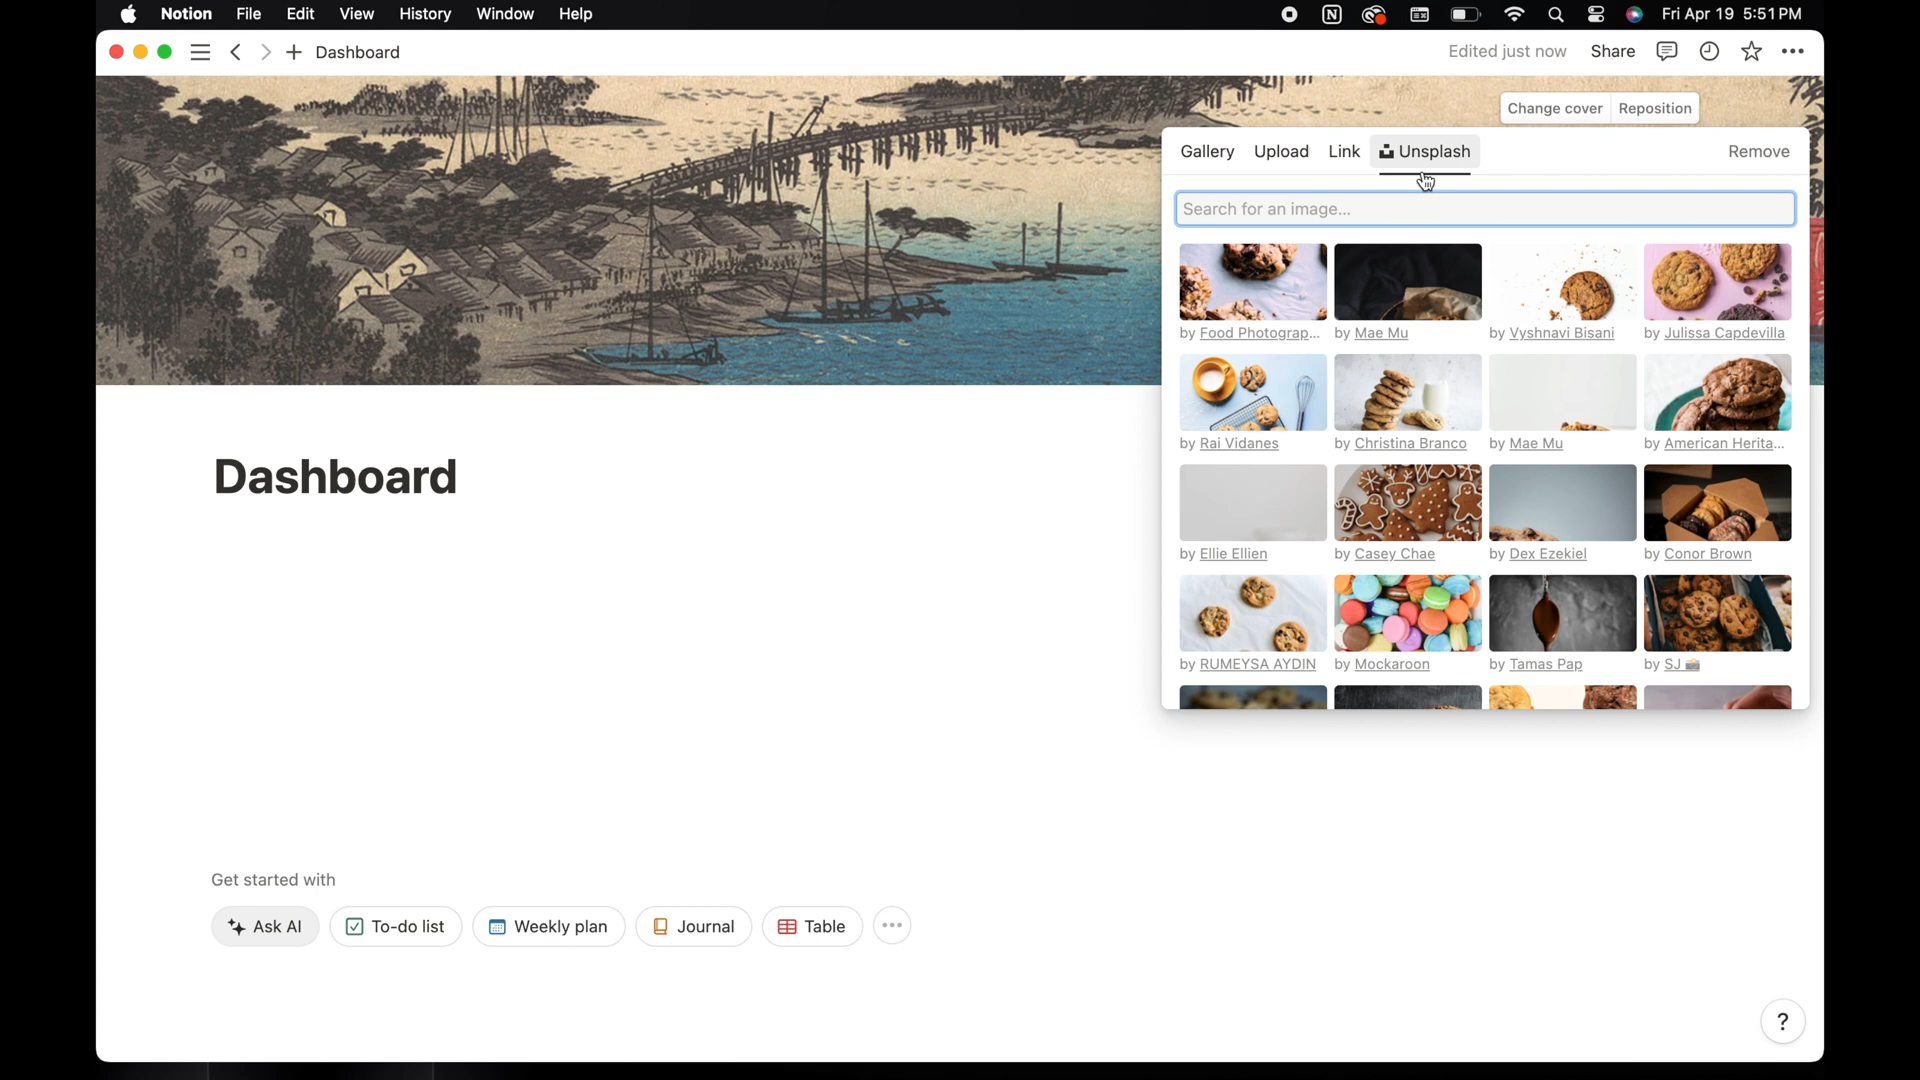 Notion File Edit View History Window Help Fri Apr 19 5:51 PM
Dashboard Edited just now Share
Change cover Reposition
Gallery Upload Link Unsplash Remove
Search for an image...
by Food Photograp... by Mae Mu by Vyshnavi Bisani by Julissa Capdevilla
by Rai Vidanes by Christina Branco by Mae Mu by American Herita...
Dashboard
by Ellie Ellien by Casey Chae by Dex Ezekiel by Conor Brown
by RUMEYSA AYDIN by Mockaroon by Tamas Pap by SJ 📸
Get started with
Ask AI To-do list Weekly plan Journal Table
?